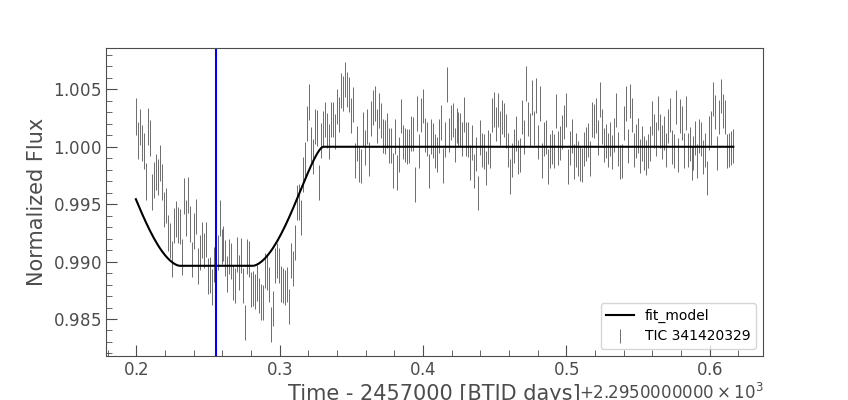 Normalized Flux
1.005
1.000
0.995
0.990
0.985
fit_model
TIC 341420329
0.2 0.3 0.4 0.5 0.6
Time - 2457000 [BTJD days] +2.2950000000 × 10³